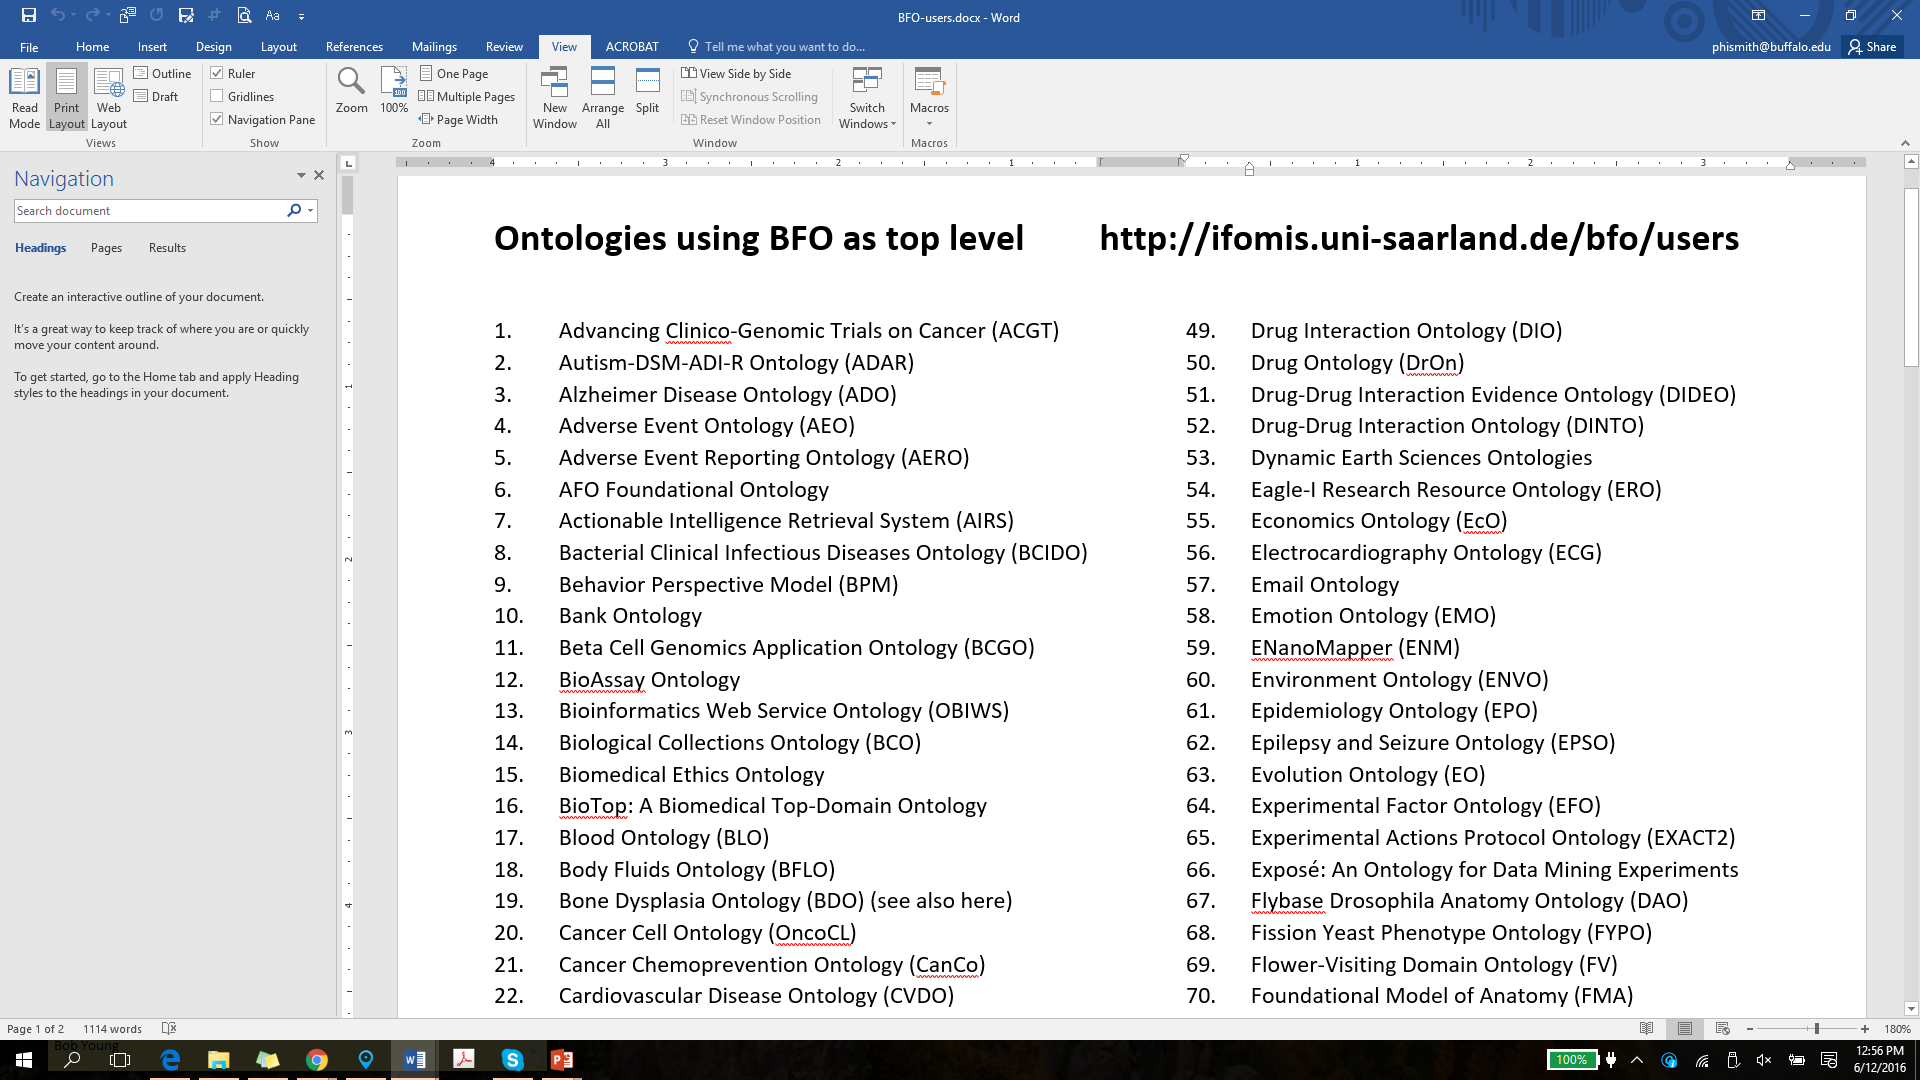 Aa
BFO-users.docx - Word
File Home Insert Design Layout References Mailings Review View ACROBAT Tell me what you want to do...
phismith@buffalo.edu Share
Read Mode
Print Layout
Web Layout
Outline
Draft
Views
Ruler
Gridlines
Navigation Pane
Show
Zoom
100
100%
One Page
Multiple Pages
Page Width
Zoom
New Window
Arrange All
Split
View Side by Side
Synchronous Scrolling
Reset Window Position
Window
Switch Windows
Macros
Macros
4 3 2 1 1 2 3
Navigation
Search document
Headings Pages Results
Create an interactive outline of your document.
It's a great way to keep track of where you are or quickly
move your content around.
To get started, go to the Home tab and apply Heading
styles to the headings in your document.
1
2
3
4
Ontologies using BFO as top level http://ifomis.uni-saarland.de/bfo/users
1. Advancing Clinico-Genomic Trials on Cancer (ACGT)
2. Autism-DSM-ADI-R Ontology (ADAR)
3. Alzheimer Disease Ontology (ADO)
4. Adverse Event Ontology (AEO)
5. Adverse Event Reporting Ontology (AERO)
6. AFO Foundational Ontology
7. Actionable Intelligence Retrieval System (AIRS)
8. Bacterial Clinical Infectious Diseases Ontology (BCIDO)
9. Behavior Perspective Model (BPM)
10. Bank Ontology
11. Beta Cell Genomics Application Ontology (BCGO)
12. BioAssay Ontology
13. Bioinformatics Web Service Ontology (OBIWS)
14. Biological Collections Ontology (BCO)
15. Biomedical Ethics Ontology
16. BioTop: A Biomedical Top-Domain Ontology
17. Blood Ontology (BLO)
18. Body Fluids Ontology (BFLO)
19. Bone Dysplasia Ontology (BDO) (see also here)
20. Cancer Cell Ontology (OncoCL)
21. Cancer Chemoprevention Ontology (CanCo)
22. Cardiovascular Disease Ontology (CVDO)
49. Drug Interaction Ontology (DIO)
50. Drug Ontology (DrOn)
51. Drug-Drug Interaction Evidence Ontology (DIDEO)
52. Drug-Drug Interaction Ontology (DINTO)
53. Dynamic Earth Sciences Ontologies
54. Eagle-I Research Resource Ontology (ERO)
55. Economics Ontology (EcO)
56. Electrocardiography Ontology (ECG)
57. Email Ontology
58. Emotion Ontology (EMO)
59. ENanoMapper (ENM)
60. Environment Ontology (ENVO)
61. Epidemiology Ontology (EPO)
62. Epilepsy and Seizure Ontology (EPSO)
63. Evolution Ontology (EO)
64. Experimental Factor Ontology (EFO)
65. Experimental Actions Protocol Ontology (EXACT2)
66. Exposé: An Ontology for Data Mining Experiments
67. Flybase Drosophila Anatomy Ontology (DAO)
68. Fission Yeast Phenotype Ontology (FYPO)
69. Flower-Visiting Domain Ontology (FV)
70. Foundational Model of Anatomy (FMA)
Page 1 of 2 1114 words
180%
Bob Young
100%
12:56 PM
6/12/2016